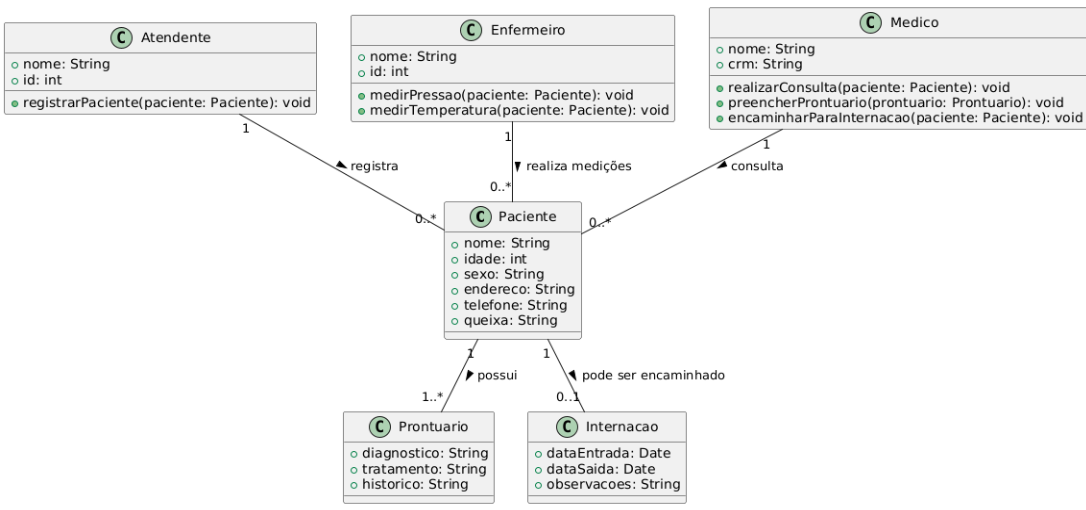 C Atendente
nome: String
id: int
registrarPaciente(paciente: Paciente): void
C Enfermeiro
nome: String
id: int
medirPressao(paciente: Paciente): void
medirTemperatura(paciente: Paciente): void
C Medico
nome: String
crm: String
realizarConsulta(paciente: Paciente): void
preencherProntuario(prontuario: Prontuario): void
encaminharParaInternacao(paciente: Paciente): void
1
registra
0..*
1
realiza medições
0..*
1
consulta
0..*
C Paciente
nome: String
idade: int
sexo: String
endereco: String
telefone: String
queixa: String
1
possui
1..*
1
pode ser encaminhado
0..1
C Prontuario
diagnostico: String
tratamento: String
historico: String
C Internacao
dataEntrada: Date
dataSaida: Date
observacoes: String